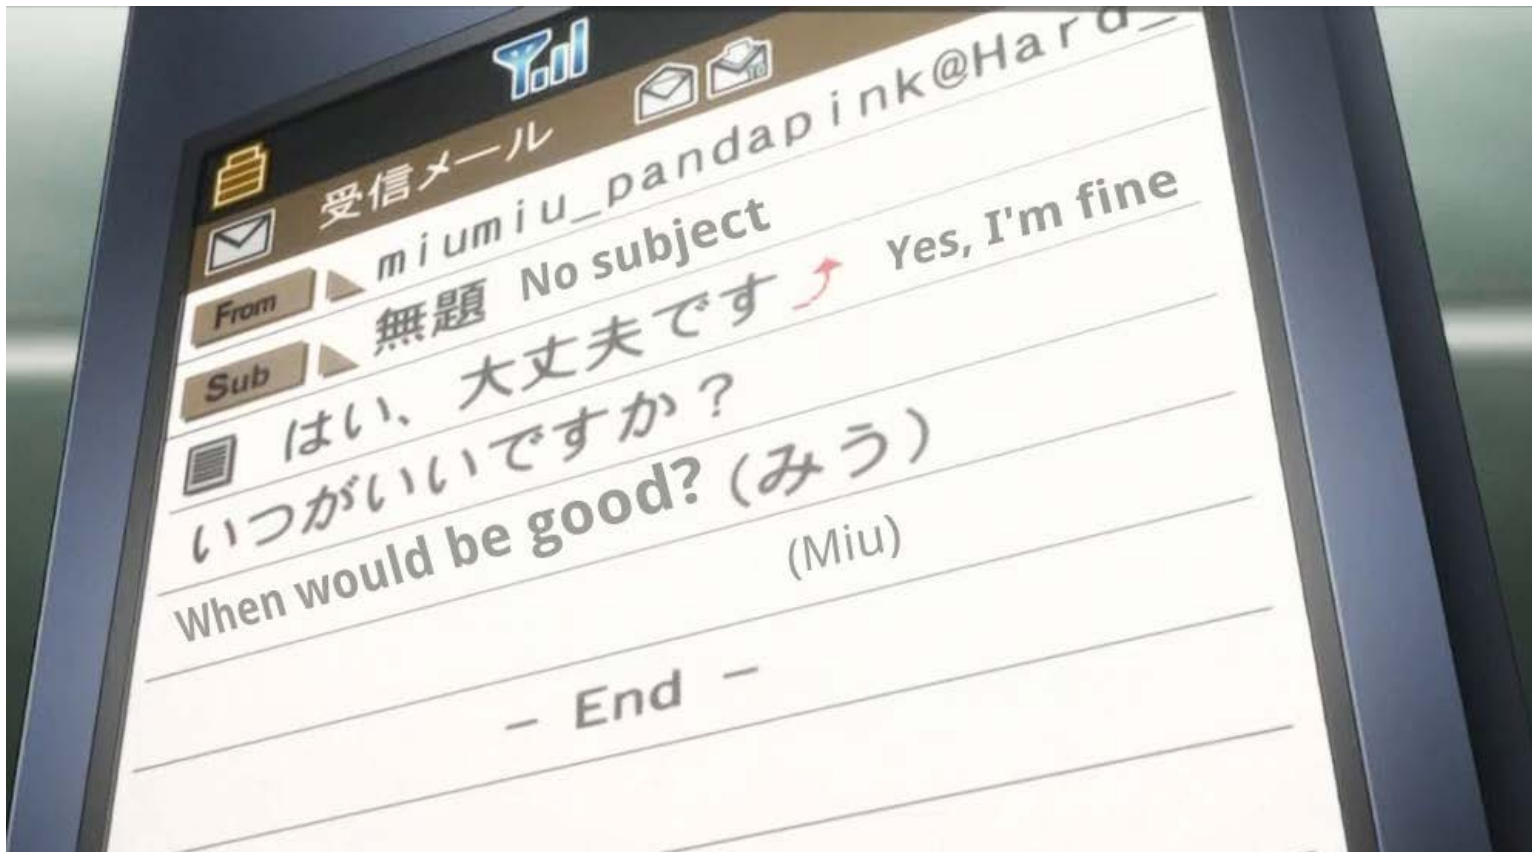 受信メール
From miumiu_pandapink@Hard_
Sub 無題 No subject
はい、大丈夫です Yes, I'm fine
いつがいいですか？
When would be good? (みう)
(Miu)
− End −